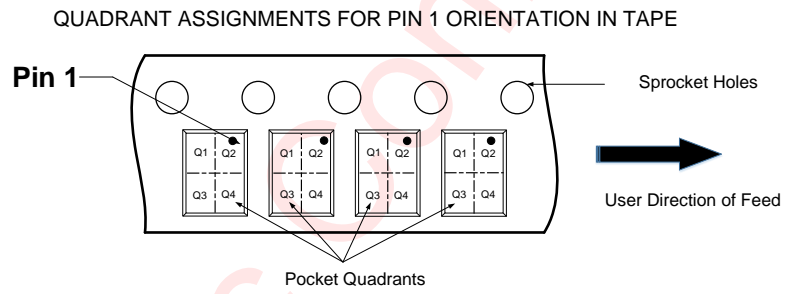 QUADRANT ASSIGNMENTS FOR PIN 1 ORIENTATION IN TAPE
Pin 1
Sprocket Holes
Q1 Q2 Q1 Q2 Q1 Q2 Q1 Q2
Q3 Q4 Q3 Q4 Q3 Q4 Q3 Q4
User Direction of Feed
Pocket Quadrants